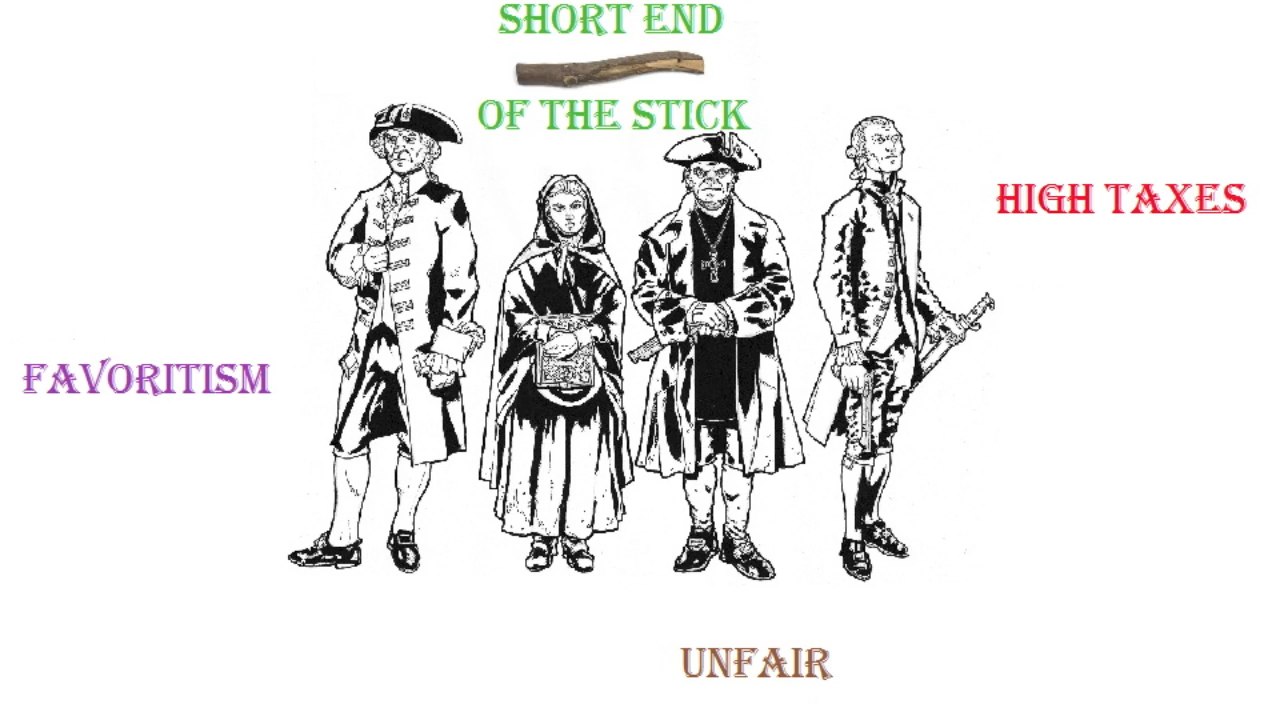 SHORT END
OF THE STICK
HIGH TAXES
FAVORITISM
UNFAIR